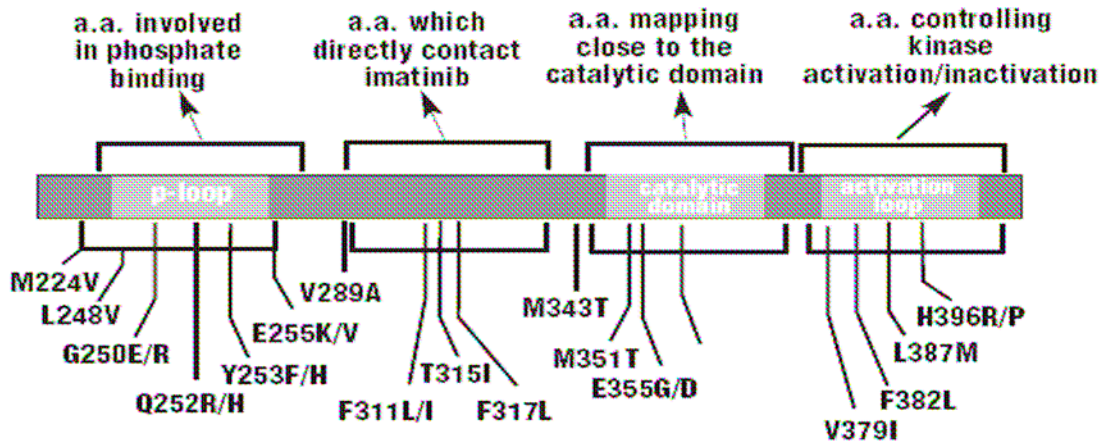 a.a. involved
in phosphate
binding
a.a. which
directly contact
imatinib
a.a. mapping
close to the
catalytic domain
a.a. controlling
kinase
activation/inactivation
p-loop
catalytic
domain
activation
loop
M224V
L248V
G250E/R
Q252R/H
Y253F/H
E255K/V
V289A
F311L/I
T315I
F317L
M343T
M351T
E355G/D
V379I
F382L
L387M
H396R/P